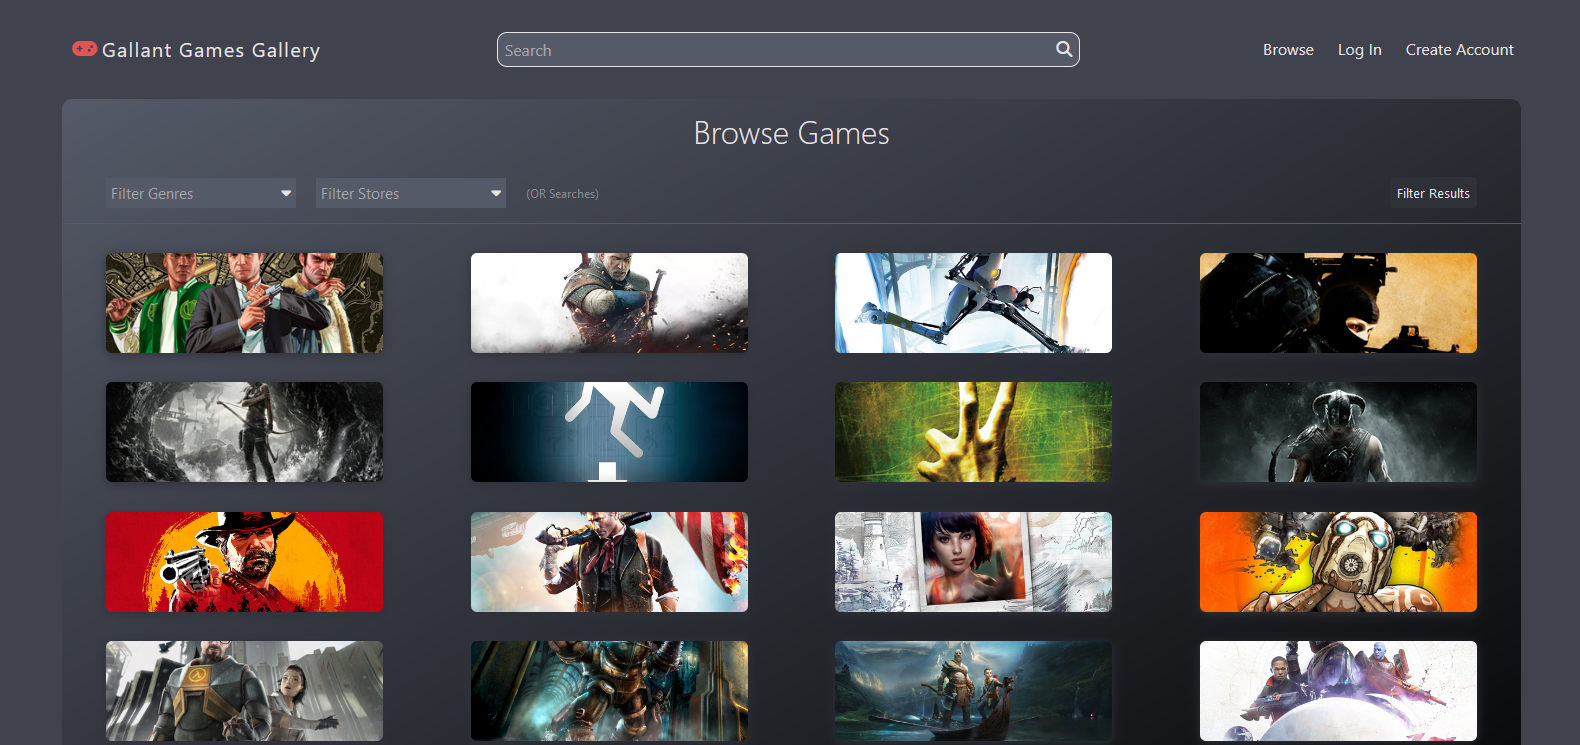 Gallant Games Gallery
Search
Browse
Log In
Create Account
Browse Games
Filter Genres
Filter Stores
(OR Searches)
Filter Results